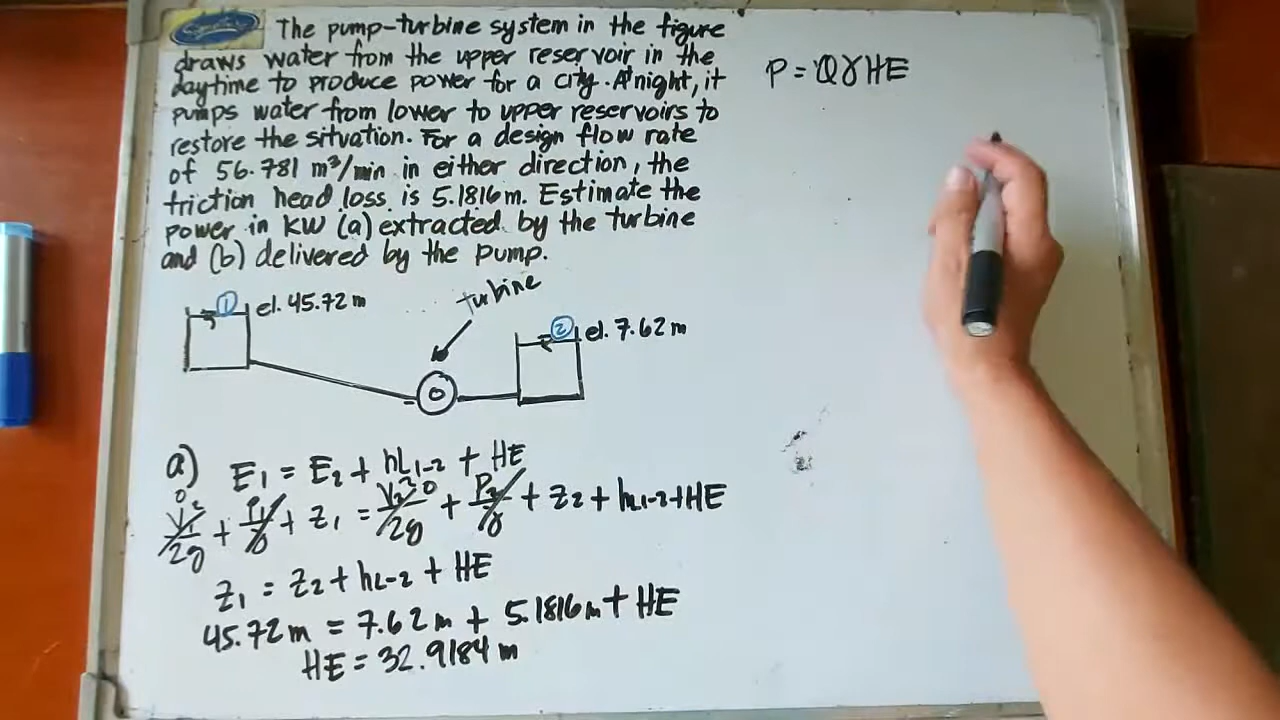 Signature
The pump-turbine system in the figure
draws water from the upper reservoir in the
daytime to produce power for a city. At night, it
pumps water from lower to upper reservoirs to
restore the situation. For a design flow rate
of 56.781 m³/min in either direction, the
friction head loss is 5.1816m. Estimate the
power in KW (a) extracted by the turbine
and (b) delivered by the pump.
① el. 45.72 m
turbine
② el. 7.62 m
a) E₁ = E₂ + hL₁₋₂ + HE
V₁²/2g 0 + P₁/γ + z₁ = V₂²/2g 0 + P₂/γ + z₂ + hL1-2 + HE
z₁ = z₂ + hL-2 + HE
45.72 m = 7.62 m + 5.1816 m + HE
HE = 32.9184 m
P = QγHE